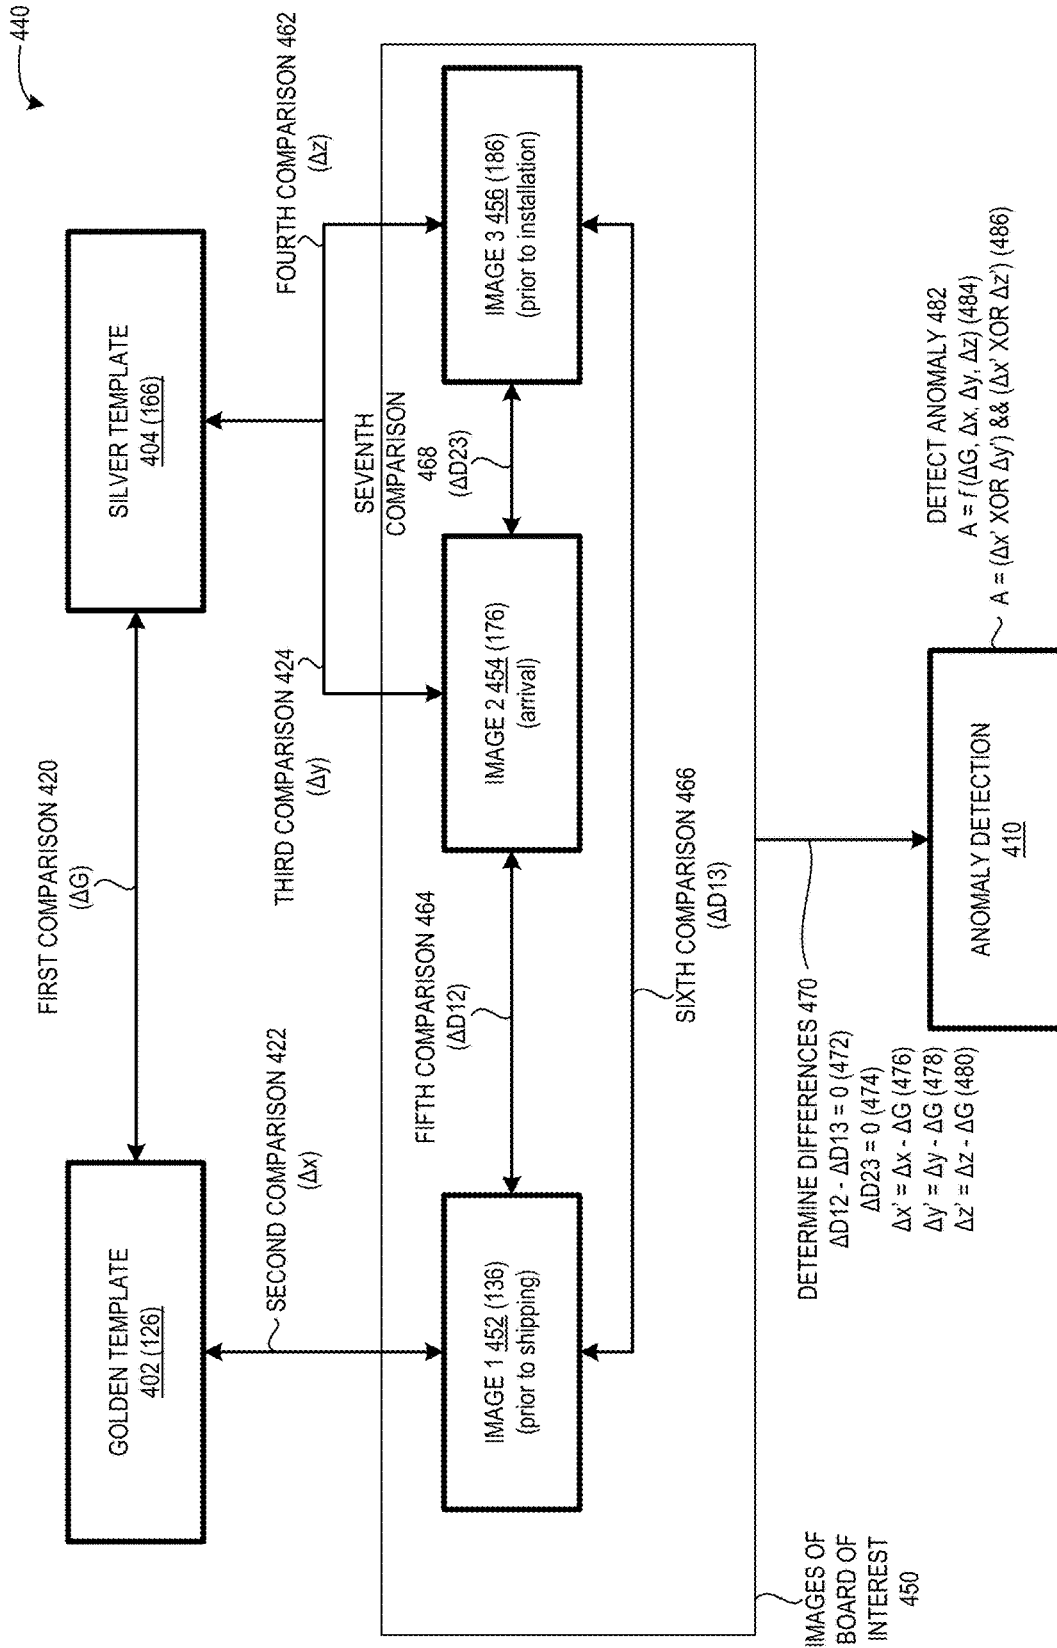 440
FIRST COMPARISON 420
(ΔG)
GOLDEN TEMPLATE
402 (126)
SILVER TEMPLATE
404 (166)
SECOND COMPARISON 422
(Δx)
THIRD COMPARISON 424
(Δy)
FOURTH COMPARISON 462
(Δz)
SEVENTH
COMPARISON
468
(ΔD23)
FIFTH COMPARISON 464
(ΔD12)
IMAGE 1 452 (136)
(prior to shipping)
IMAGE 2 454 (176)
(arrival)
IMAGE 3 456 (186)
(prior to installation)
SIXTH COMPARISON 466
(ΔD13)
IMAGES OF
BOARD OF
INTEREST
450
DETERMINE DIFFERENCES 470
ΔD12 - ΔD13 = 0 (472)
ΔD23 = 0 (474)
Δx' = Δx - ΔG (476)
Δy' = Δy - ΔG (478)
Δz' = Δz - ΔG (480)
ANOMALY DETECTION
410
DETECT ANOMALY 482
A = f (ΔG, Δx, Δy, Δz) (484)
A = (Δx' XOR Δy') && (Δx' XOR Δz') (486)